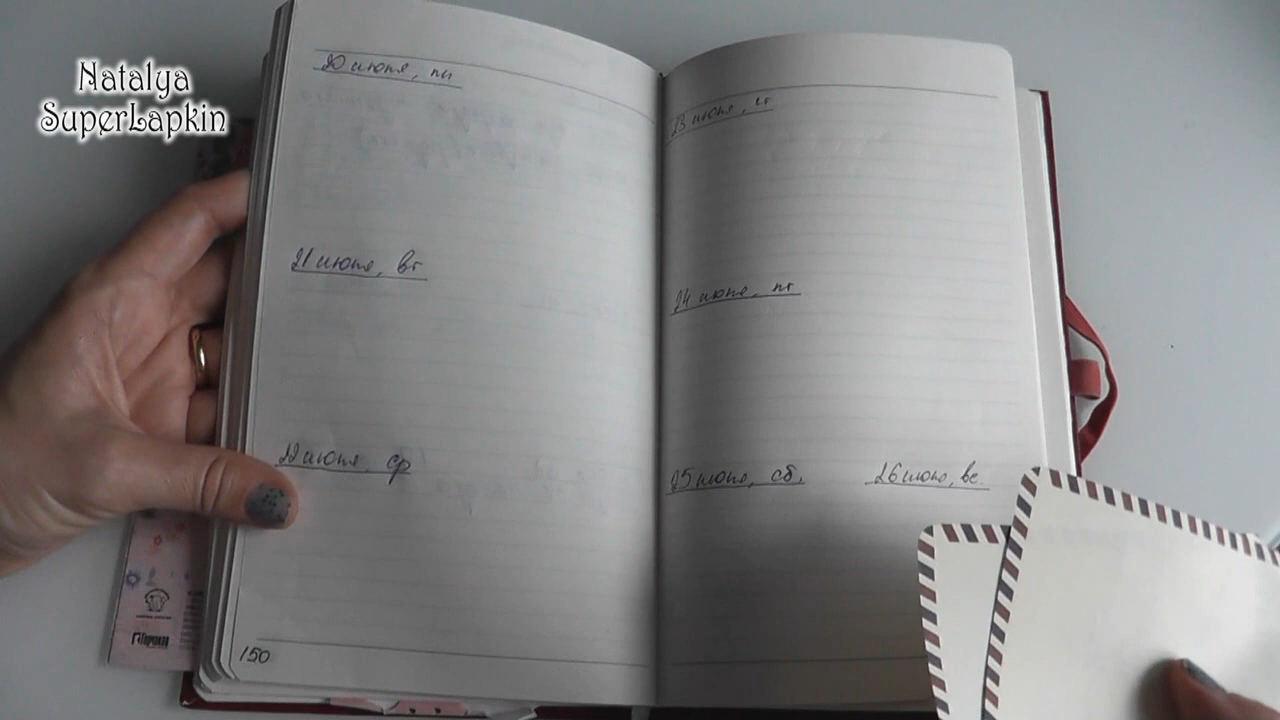 Natalya
SuperLapkin
20 июня, пн
21 июня, вт
22 июня, ср
150
23 июня, чт
24 июня, пт
25 июня, сб.
26 июня, вс.